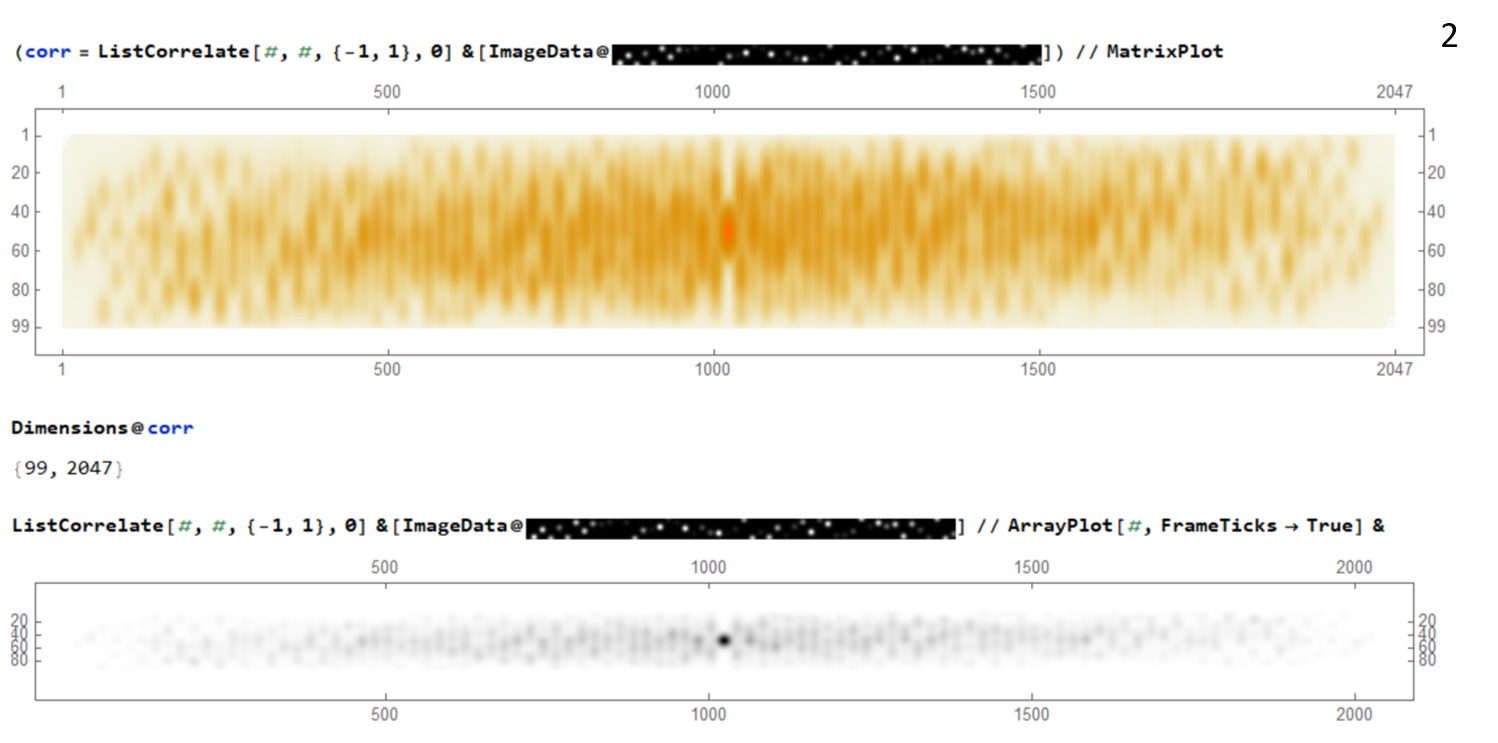 2
(corr = ListCorrelate[#, #, {-1, 1}, 0] &[ImageData@ ]) // MatrixPlot
1 500 1000 1500 2047
1 1
20 20
40 40
60 60
80 80
99 99
1 500 1000 1500 2047
Dimensions@corr
{99, 2047}
ListCorrelate[#, #, {-1, 1}, 0] &[ImageData@ ] // ArrayPlot[#, FrameTicks → True] &
500 1000 1500 2000
20 20
40 40
60 60
80 80
500 1000 1500 2000